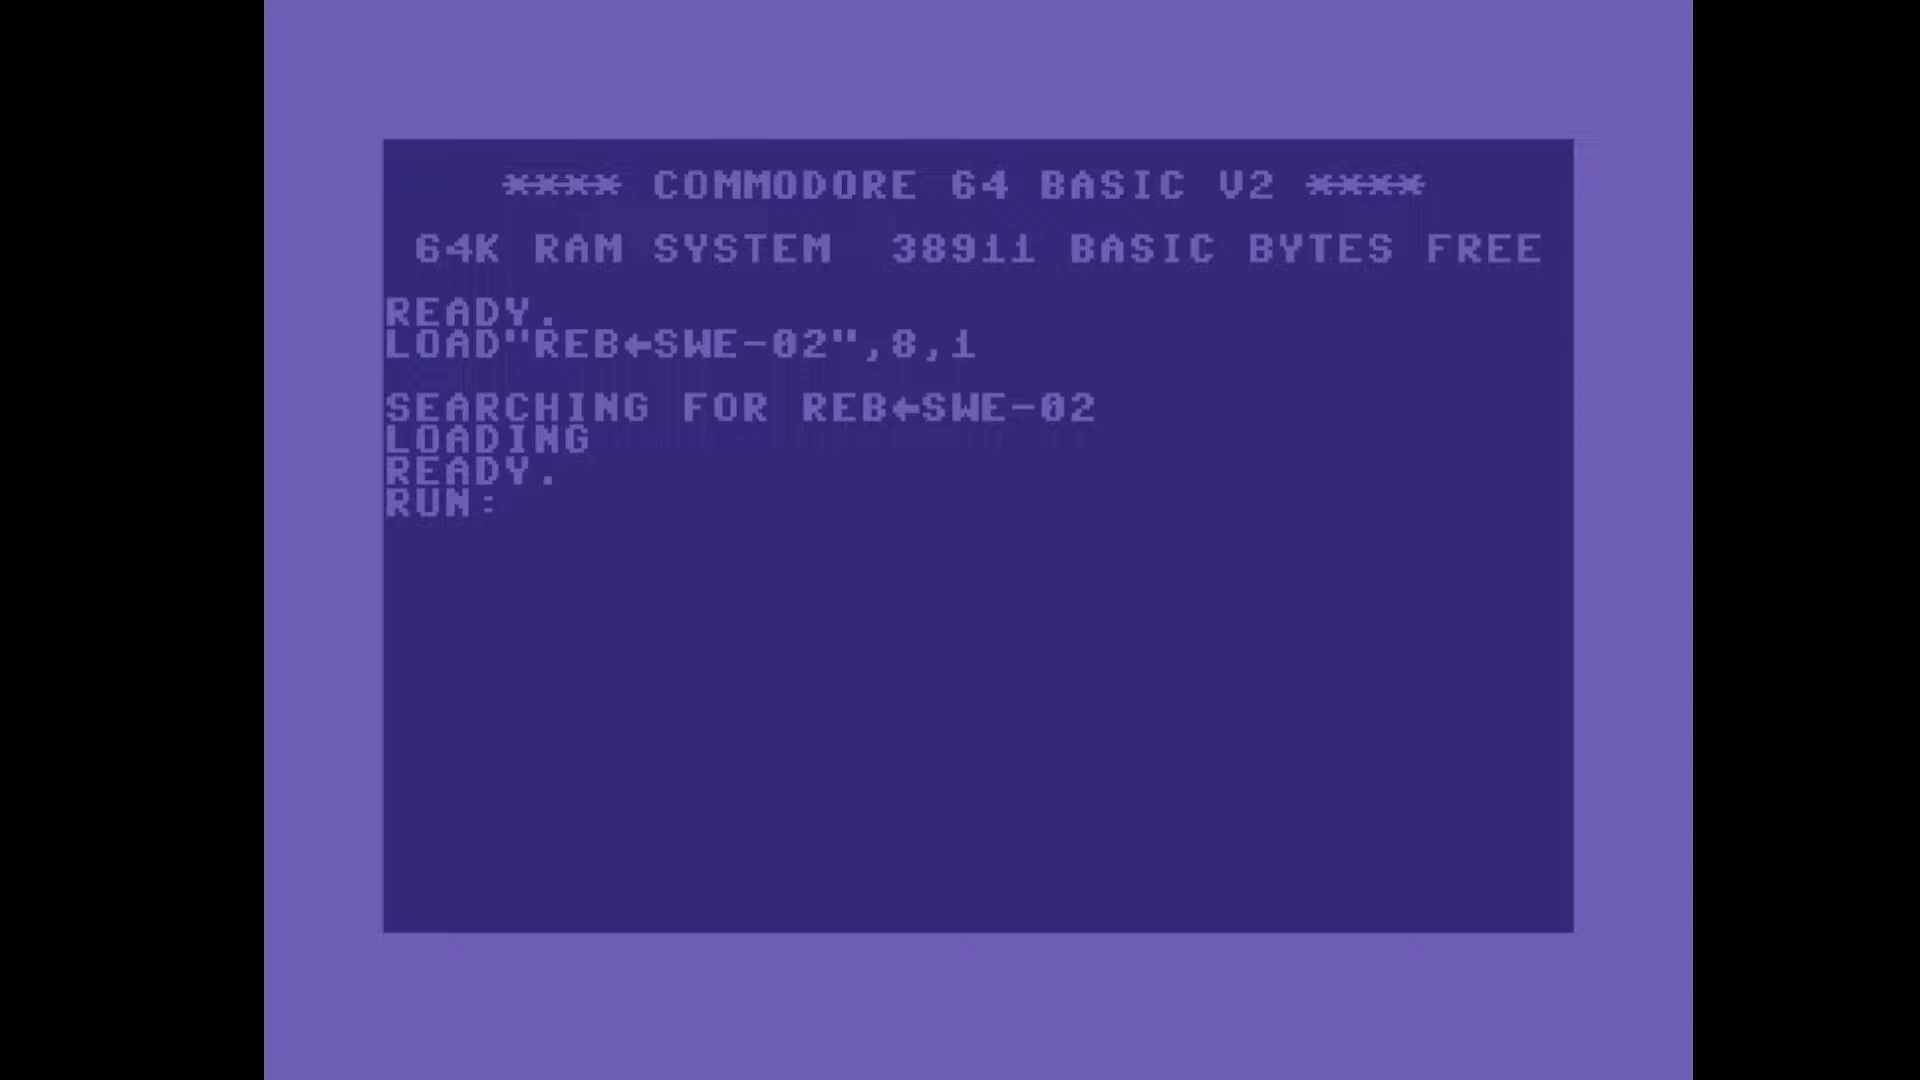 **** COMMODORE 64 BASIC V2 ****
64K RAM SYSTEM  38911 BASIC BYTES FREE
READY.
LOAD"REB←SWE-02",8,1
SEARCHING FOR REB←SWE-02
LOADING
READY.
RUN: